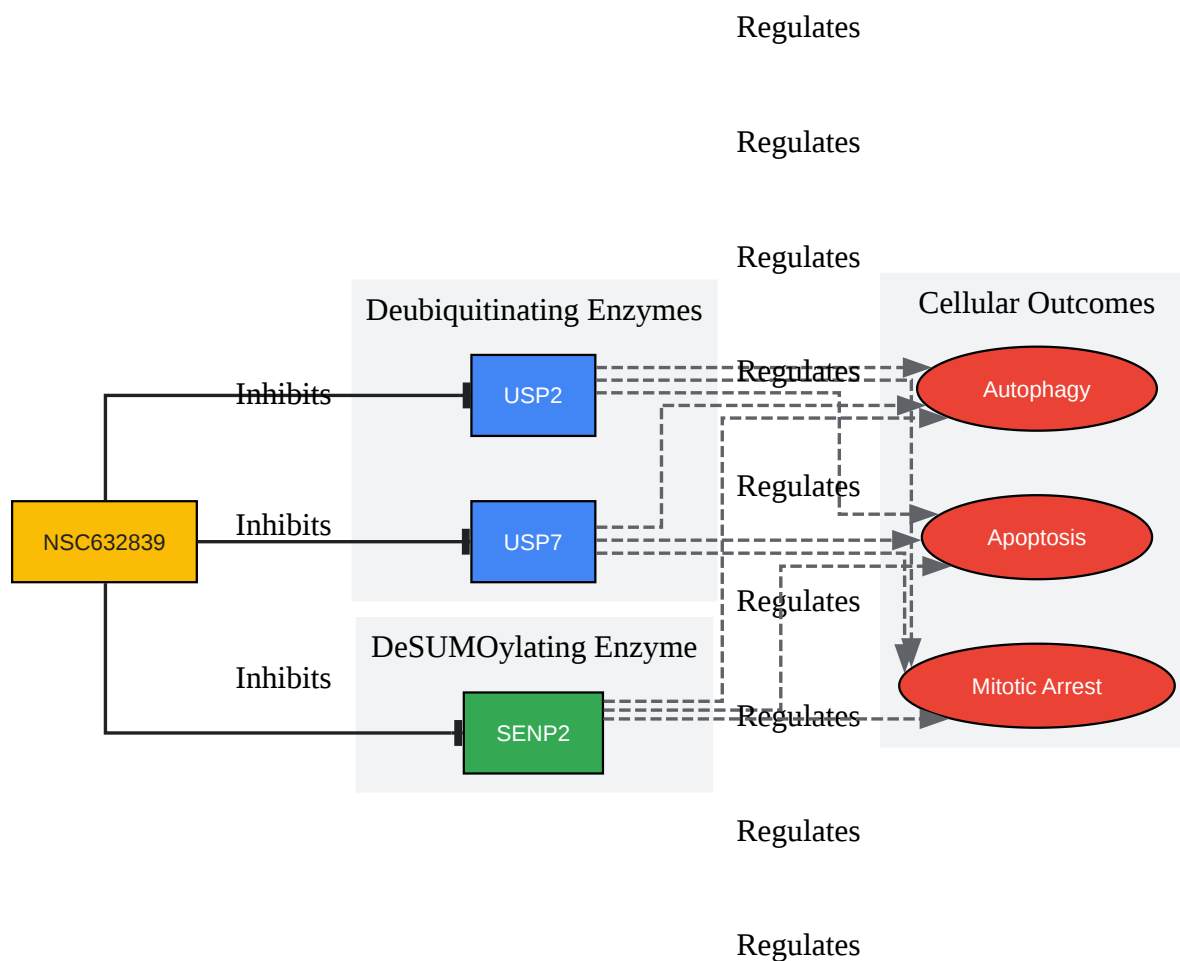 Regulates
Regulates
Regulates
Deubiquitinating Enzymes
Cellular Outcomes
Regulates
Inhibits
USP2
Autophagy
Regulates
Inhibits
NSC632839
USP7
Apoptosis
Regulates
DeSUMOylating Enzyme
Inhibits
Mitotic Arrest
Regulates
SENP2
Regulates
Regulates